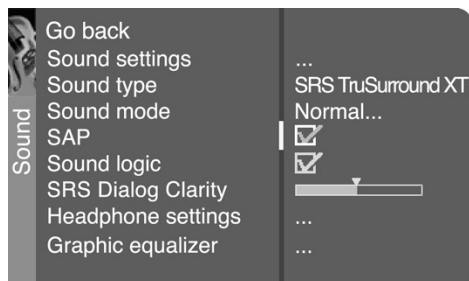 Sound
Go back
Sound settings ...
Sound type SRS TruSurround XT
Sound mode Normal...
SAP
Sound logic
SRS Dialog Clarity
Headphone settings ...
Graphic equalizer ...